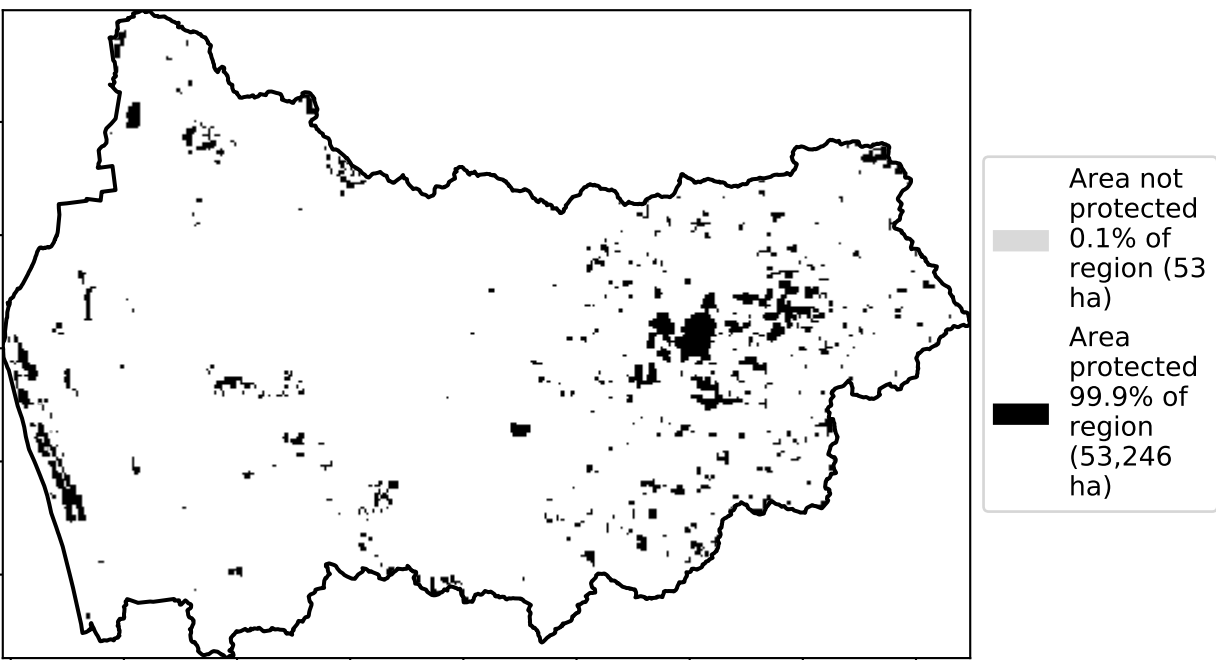 Area not
protected
0.1% of
region (53
ha)
Area
protected
99.9% of
region
(53,246
ha)